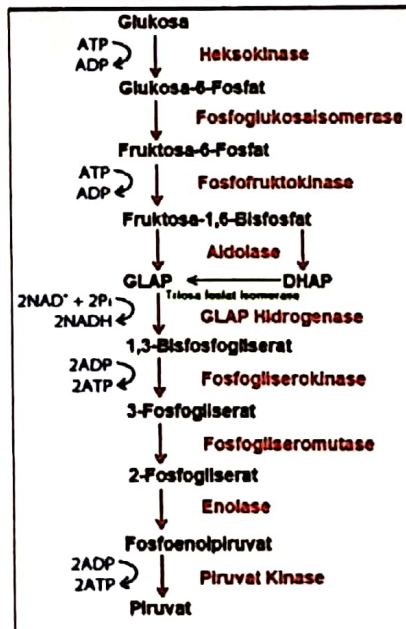 Glukosa
ATP
ADP
Heksokinase
Glukosa-6-Fosfat
Fosfoglukosaisomerase
Fruktosa-6-Fosfat
ATP
ADP
Fosfofruktokinase
Fruktosa-1,6-Bisfosfat
Aldolase
GLAP
DHAP
Triosa fosfat isomerase
2NAD⁺ + 2Pi
2NADH
GLAP Hidrogenase
1,3-Bisfosfogliserat
2ADP
2ATP
Fosfogliserokinase
3-Fosfogliserat
Fosfogliseromutase
2-Fosfogliserat
Enolase
Fosfoenolpiruvat
2ADP
2ATP
Piruvat Kinase
Piruvat